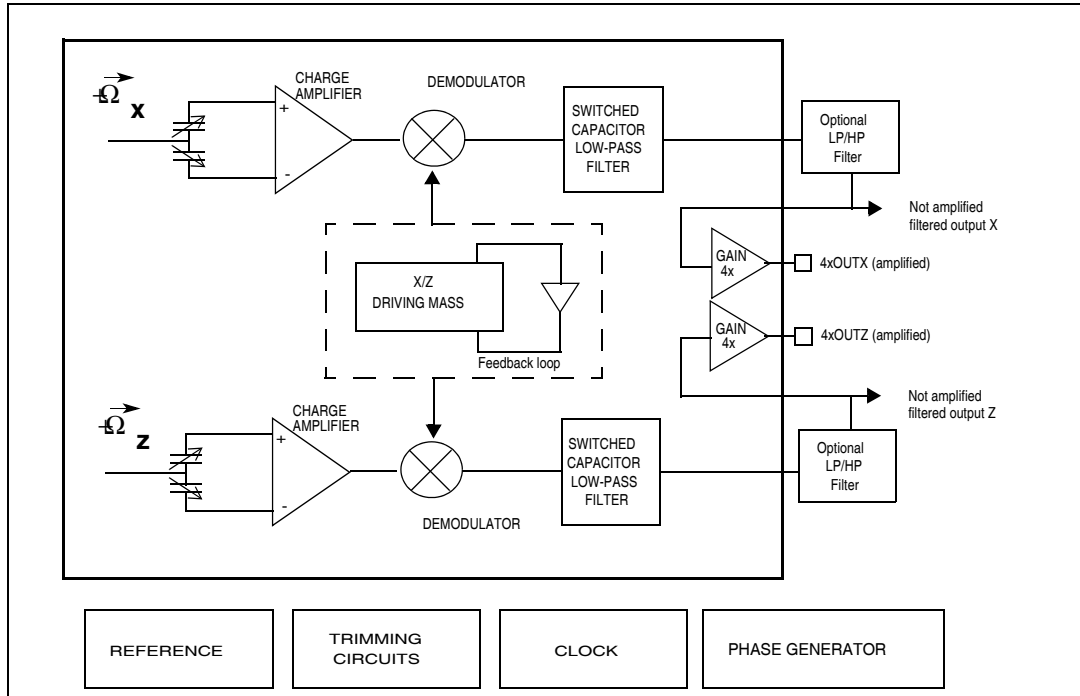 +Ω x
CHARGE
AMPLIFIER
+
-
DEMODULATOR
SWITCHED
CAPACITOR
LOW-PASS
FILTER
Optional
LP/HP
Filter
Not amplified
filtered output X
GAIN
4x
4xOUTX (amplified)
X/Z
DRIVING MASS
Feedback loop
GAIN
4x
4xOUTZ (amplified)
Not amplified
filtered output Z
+Ω z
CHARGE
AMPLIFIER
+
-
DEMODULATOR
SWITCHED
CAPACITOR
LOW-PASS
FILTER
Optional
LP/HP
Filter
REFERENCE
TRIMMING
CIRCUITS
CLOCK
PHASE GENERATOR